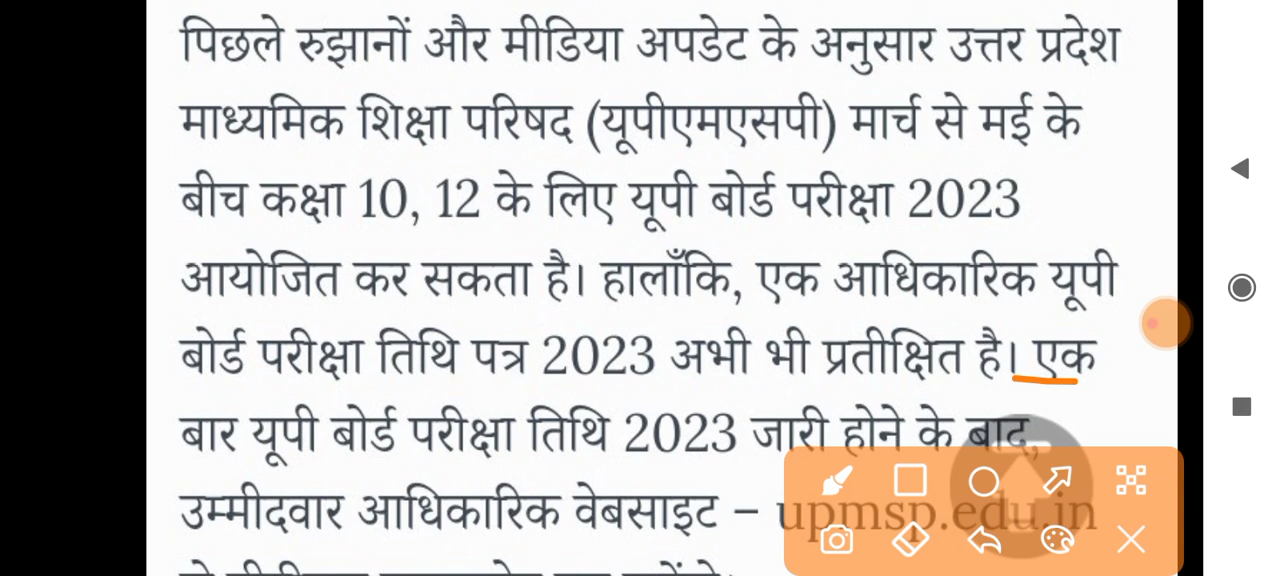 पिछले रुझानों और मीडिया अपडेट के अनुसार उत्तर प्रदेश
माध्यमिक शिक्षा परिषद (यूपीएमएसपी) मार्च से मई के
बीच कक्षा 10, 12 के लिए यूपी बोर्ड परीक्षा 2023
आयोजित कर सकता है। हालाँकि, एक आधिकारिक यूपी
बोर्ड परीक्षा तिथि पत्र 2023 अभी भी प्रतीक्षित है। एक
बार यूपी बोर्ड परीक्षा तिथि 2023 जारी होने के बाद,
उम्मीदवार आधिकारिक वेबसाइट – upmsp.edu.in